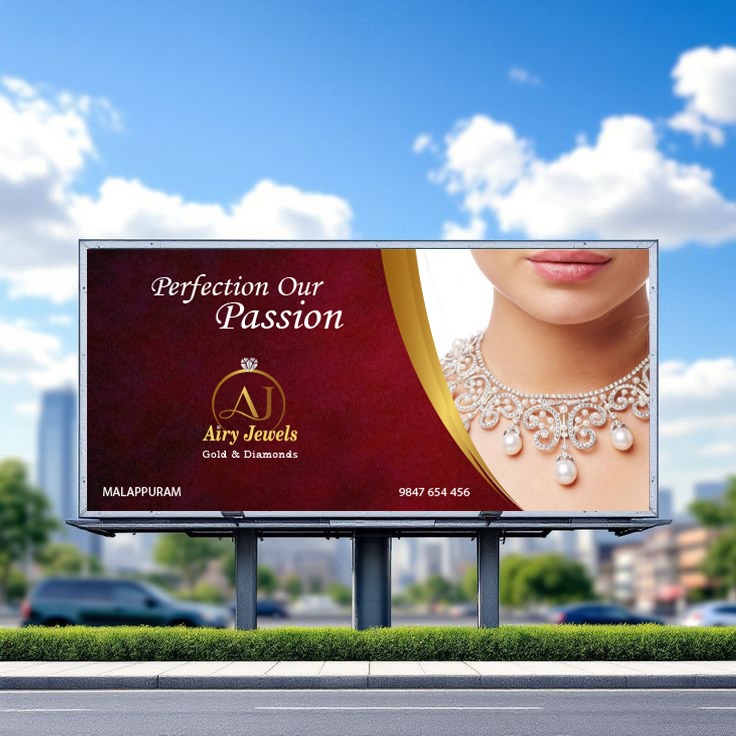 Perfection Our
Passion
AJ
Airy Jewels
Gold & Diamonds
MALAPPURAM
9847 654 456